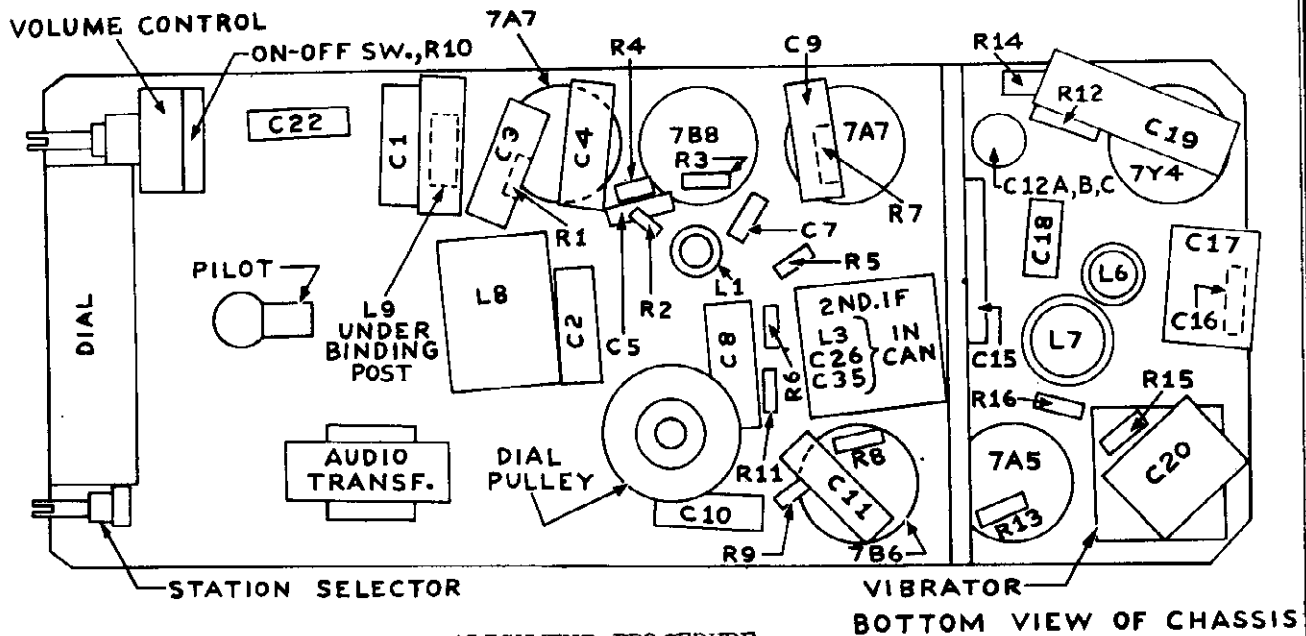 VOLUME CONTROL
ON-OFF SW.,R10
7A7
R4
C9
R14
R12
C19
7Y4
C22
C1
C3
C4
7B8
R3
7A7
C12A,B,C
R1
C7
R7
C18
C17
PILOT
L9
UNDER
BINDING
POST
L8
C2
C5
R2
L1
R5
L6
DIAL
C8
R6
2ND.IF
L3
C26
C35
IN
CAN
C15
L7
C16
R16
R15
AUDIO
TRANSF.
DIAL
PULLEY
R11
R8
C11
7A5
C20
C10
R9
7B6
R13
STATION SELECTOR
VIBRATOR
BOTTOM VIEW OF CHASSIS